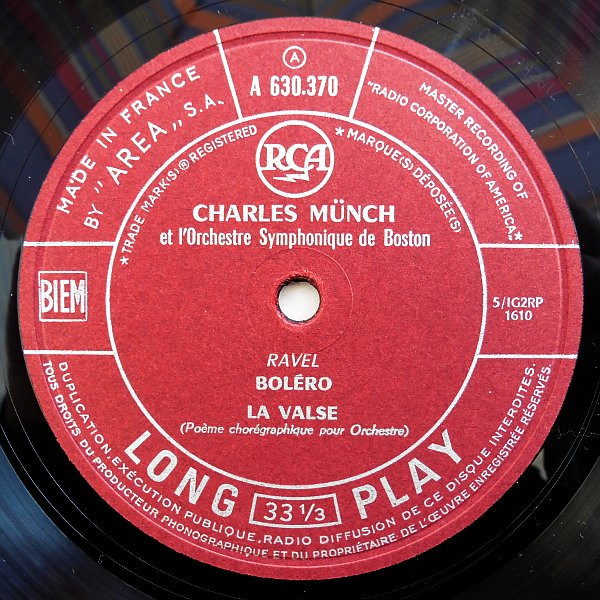 A
A 630.370
MADE IN FRANCE
BY "AREA" S.A.
MASTER RECORDING OF
"RADIO CORPORATION OF AMERICA"
*TRADE MARK(S)® REGISTERED
*MARQUE(S) DÉPOSÉE(S)
RCA
CHARLES MÜNCH
et l'Orchestre Symphonique de Boston
BIEM
5/IG2RP
1610
RAVEL
BOLÉRO
LA VALSE
(Poème chorégraphique pour Orchestre)
LONG PLAY
33 1/3
DUPLICATION, EXÉCUTION PUBLIQUE, RADIO DIFFUSION DE CE DISQUE INTERDITES.
TOUS DROITS DU PRODUCTEUR PHONOGRAPHIQUE ET DU PROPRIÉTAIRE DE L'ŒUVRE ENREGISTRÉE RÉSERVÉS.